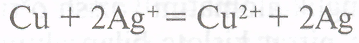 Cu + 2Ag⁺ = Cu²⁺ + 2Ag